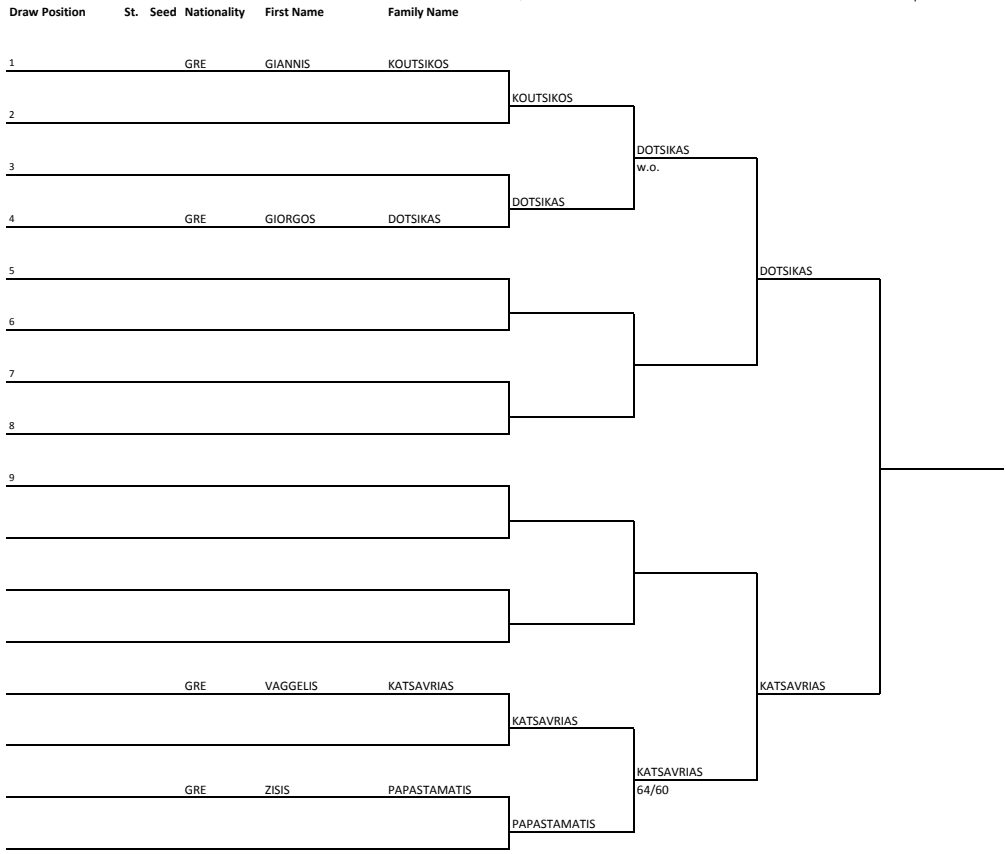 Draw Position St. Seed Nationality First Name Family Name
1 GRE GIANNIS KOUTSIKOS
KOUTSIKOS
2
DOTSIKAS
w.o.
3
DOTSIKAS
4 GRE GIORGOS DOTSIKAS
5
DOTSIKAS
6
7
8
9
GRE VAGGELIS KATSAVRIAS
KATSAVRIAS
KATSAVRIAS
KATSAVRIAS
64/60
GRE ZISIS PAPASTAMATIS
PAPASTAMATIS